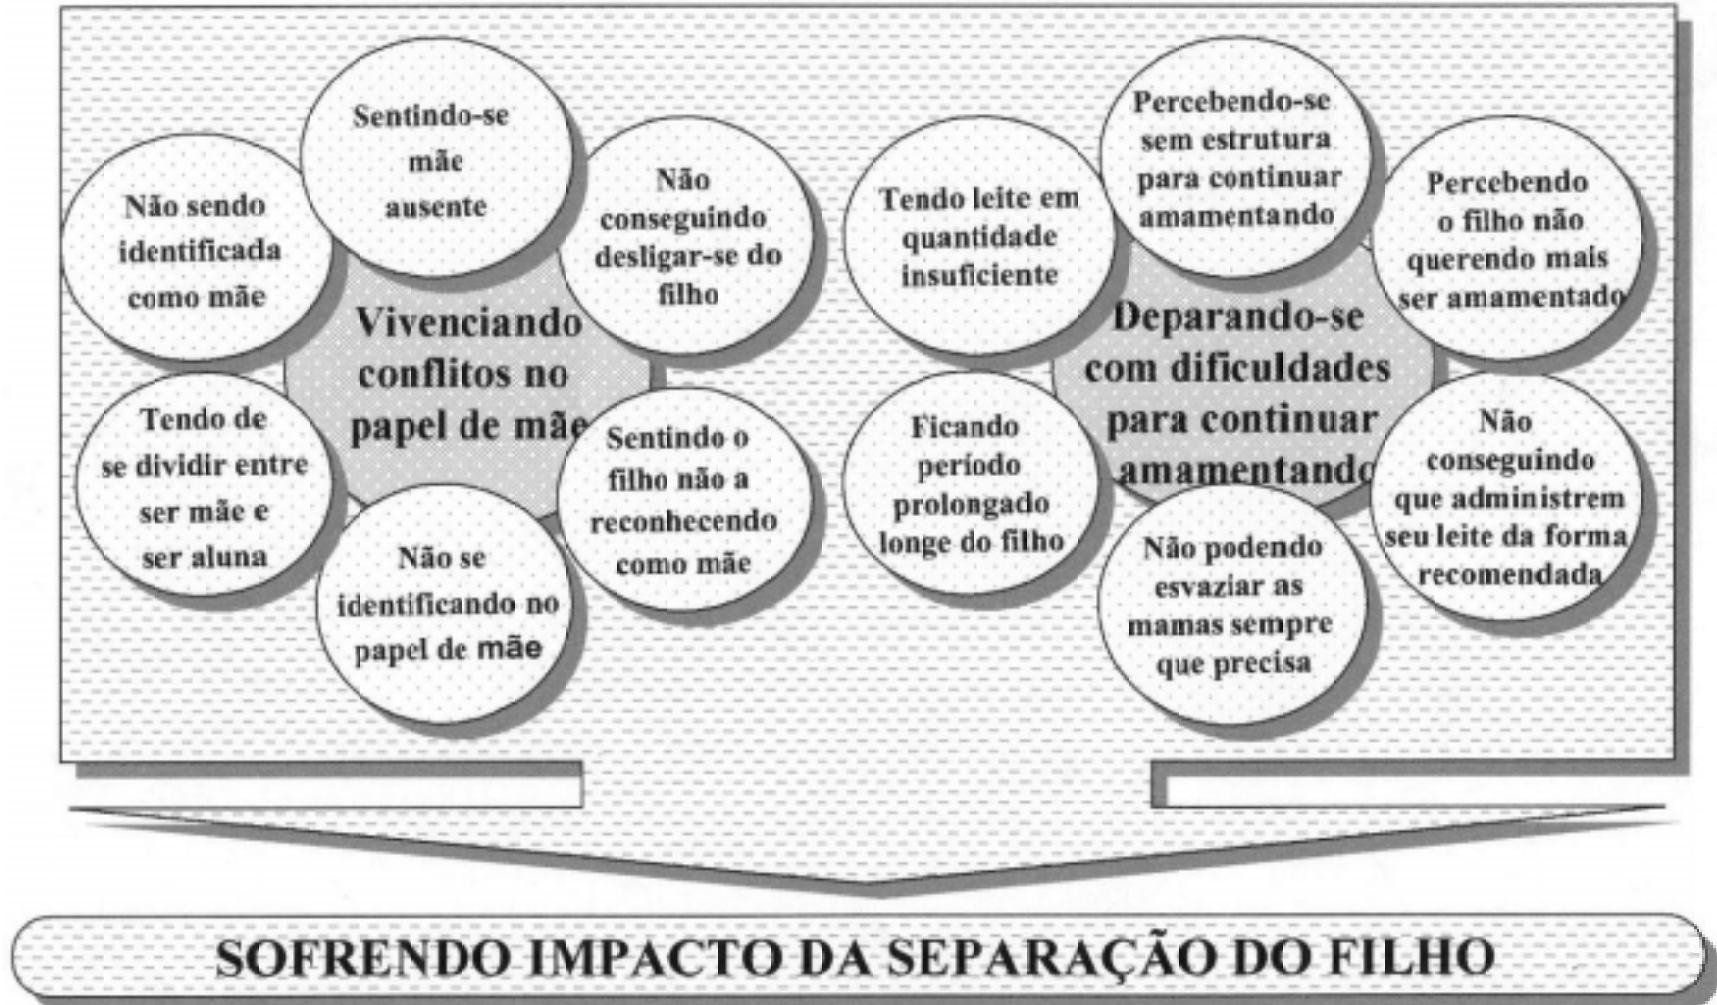 Sentindo-se
mãe
ausente
Não sendo
identificada
como mãe
Não
conseguindo
desligar-se do
filho
Vivenciando
conflitos no
papel de mãe
Tendo de
se dividir entre
ser mãe e
ser aluna
Sentindo o
filho não a
reconhecendo
como mãe
Não se
identificando no
papel de mãe
Percebendo-se
sem estrutura
para continuar
amamentando
Tendo leite em
quantidade
insuficiente
Percebendo
o filho não
querendo mais
ser amamentado
Deparando-se
com dificuldades
para continuar
amamentando
Ficando
período
prolongado
longe do filho
Não
conseguindo
que administrem
seu leite da forma
recomendada
Não podendo
esvaziar as
mamas sempre
que precisa
SOFRENDO IMPACTO DA SEPARAÇÃO DO FILHO